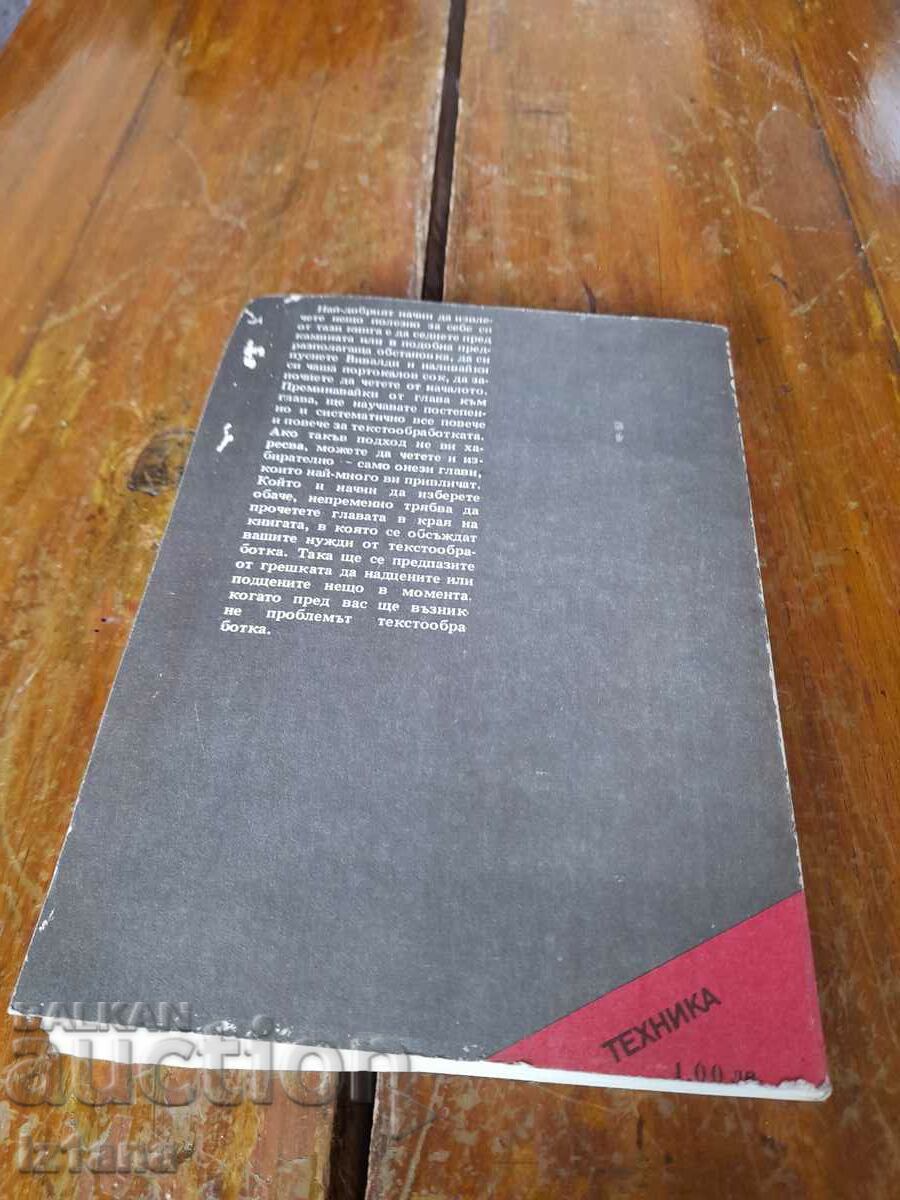 Най-добрият начин да извле-
чете нещо полезно за себе си
от тази книга е да седнете пред
камината или в подобна пред-
разполагаща обстановка, да си
пуснете Вивалди и наливайки
си чаша портокалов сок, да за-
почнете да четете от началото.
Преминавайки от глава към
глава, ще научавате постепен-
но и систематично все повече
и повече за текстообработката.
Ако такъв подход не ви ха-
ресва, можете да четете и из-
бирателно – само онези глави,
които най-много ви привличат.
Който и начин да изберете
обаче, непременно трябва да
прочетете главата в края на
книгата, в която се обсъждат
вашите нужди от текстообра-
ботка. Така ще се предпазите
от грешката да надцените или
подцените нещо в момента,
когато пред вас ще възник-
не проблемът текстообра
ботка.
ТЕХНИКА
1.00 лв.
BALKAN
auction
iztana